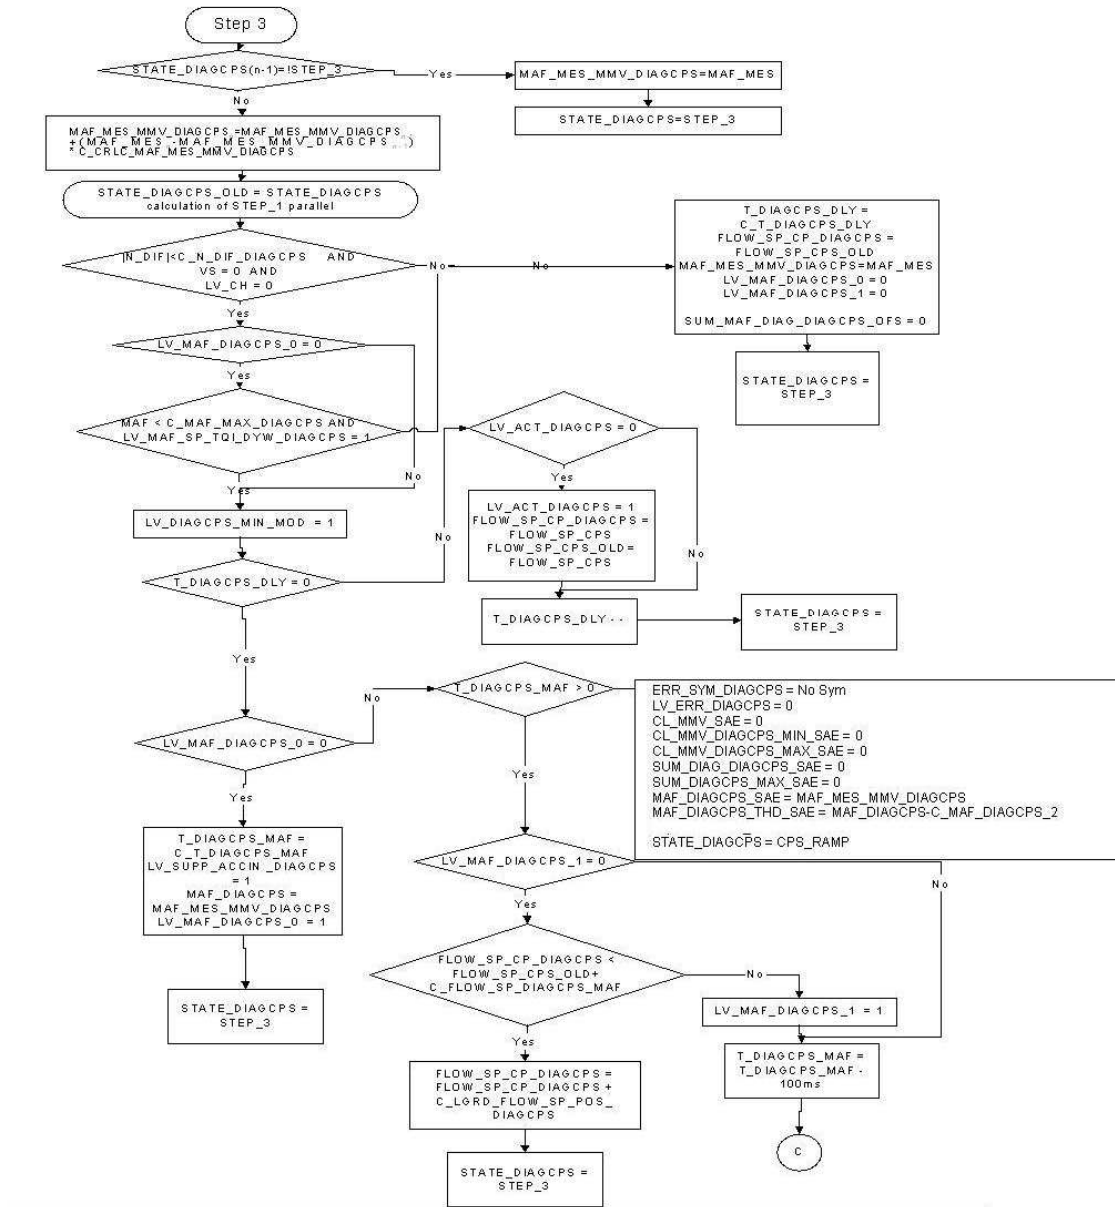 Step 3
STATE_DIAGCPS(n-1)=!STEP_3
Yes
MAF_MES_MMV_DIAGCPS=MAF_MES
STATE_DIAGCPS=STEP_3
No
MAF_MES_MMV_DIAGCPS =MAF_MES_MMV_DIAGCPS
+(MAF_MES -MAF_MES_MMV_DIAGCPS )
* C_CRLC_MAF_MES_MMV_DIAGCPS
STATE_DIAGCPS_OLD = STATE_DIAGCPS
calculation of STEP_1 parallel
|N_DIF|<C_N_DIF_DIAGCPS AND
VS = 0 AND
LV_CH = 0
No
No
T_DIAGCPS_DLY =
C_T_DIAGCPS_DLY
FLOW_SP_CP_DIAGCPS =
FLOW_SP_CPS_OLD
MAF_MES_MMV_DIAGCPS=MAF_MES
LV_MAF_DIAGCPS_0 = 0
LV_MAF_DIAGCPS_1 = 0
SUM_MAF_DIAG_DIAGCPS_OFS = 0
STATE_DIAGCPS =
STEP_3
Yes
LV_MAF_DIAGCPS_0 = 0
Yes
MAF < C_MAF_MAX_DIAGCPS AND
LV_MAF_SP_TQI_DYW_DIAGCPS = 1
No
Yes
LV_DIAGCPS_MIN_MOD = 1
T_DIAGCPS_DLY = 0
No
LV_ACT_DIAGCPS = 0
Yes
LV_ACT_DIAGCPS = 1
FLOW_SP_CP_DIAGCPS =
FLOW_SP_CPS
FLOW_SP_CPS_OLD =
FLOW_SP_CPS
No
T_DIAGCPS_DLY - -
STATE_DIAGCPS =
STEP_3
Yes
LV_MAF_DIAGCPS_0 = 0
No
T_DIAGCPS_MAF > 0
ERR_SYM_DIAGCPS = No Sym
LV_ERR_DIAGCPS = 0
CL_MMV_SAE = 0
CL_MMV_DIAGCPS_MIN_SAE = 0
CL_MMV_DIAGCPS_MAX_SAE = 0
SUM_DIAG_DIAGCPS_SAE = 0
SUM_DIAGCPS_MAX_SAE = 0
MAF_DIAGCPS_SAE = MAF_MES_MMV_DIAGCPS
MAF_DIAGCPS_THD_SAE = MAF_DIAGCPS-C_MAF_DIAGCPS_2
STATE_DIAGCPS = CPS_RAMP
Yes
T_DIAGCPS_MAF =
C_T_DIAGCPS_MAF
LV_SUPP_ACCIN _DIAGCPS
= 1
MAF_DIAGCPS =
MAF_MES_MMV_DIAGCPS
LV_MAF_DIAGCPS_0 = 1
STATE_DIAGCPS =
STEP_3
Yes
LV_MAF_DIAGCPS_1 = 0
No
Yes
FLOW_SP_CP_DIAGCPS <
FLOW_SP_CPS_OLD+
C_FLOW_SP_DIAGCPS_MAF
No
LV_MAF_DIAGCPS_1 = 1
T_DIAGCPS_MAF =
T_DIAGCPS_MAF -
100ms
C
Yes
FLOW_SP_CP_DIAGCPS =
FLOW_SP_CP_DIAGCPS +
C_LGRD_FLOW_SP_POS_
DIAGCPS
STATE_DIAGCPS =
STEP_3